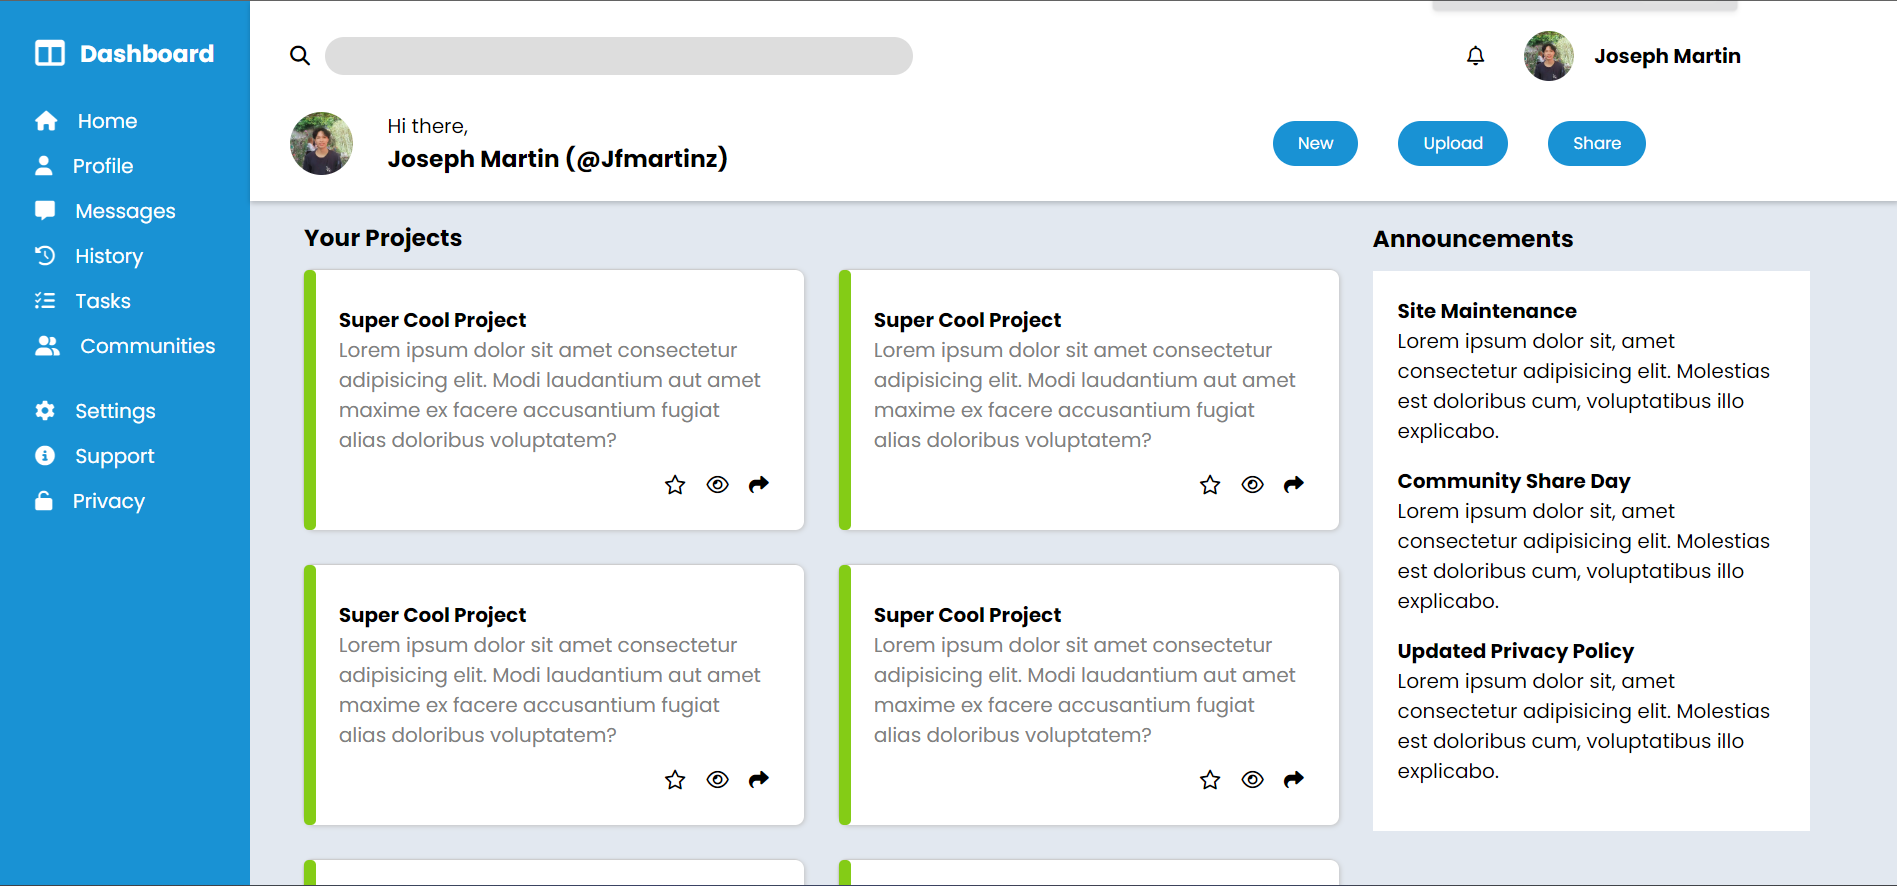 Dashboard
Home
Profile
Messages
History
Tasks
Communities
Settings
Support
Privacy
Joseph Martin
Hi there,
Joseph Martin (@Jfmartinz)
New
Upload
Share
Your Projects
Super Cool Project
Lorem ipsum dolor sit amet consectetur
adipisicing elit. Modi laudantium aut amet
maxime ex facere accusantium fugiat
alias doloribus voluptatem?
Super Cool Project
Lorem ipsum dolor sit amet consectetur
adipisicing elit. Modi laudantium aut amet
maxime ex facere accusantium fugiat
alias doloribus voluptatem?
Super Cool Project
Lorem ipsum dolor sit amet consectetur
adipisicing elit. Modi laudantium aut amet
maxime ex facere accusantium fugiat
alias doloribus voluptatem?
Super Cool Project
Lorem ipsum dolor sit amet consectetur
adipisicing elit. Modi laudantium aut amet
maxime ex facere accusantium fugiat
alias doloribus voluptatem?
Announcements
Site Maintenance
Lorem ipsum dolor sit, amet
consectetur adipisicing elit. Molestias
est doloribus cum, voluptatibus illo
explicabo.
Community Share Day
Lorem ipsum dolor sit, amet
consectetur adipisicing elit. Molestias
est doloribus cum, voluptatibus illo
explicabo.
Updated Privacy Policy
Lorem ipsum dolor sit, amet
consectetur adipisicing elit. Molestias
est doloribus cum, voluptatibus illo
explicabo.